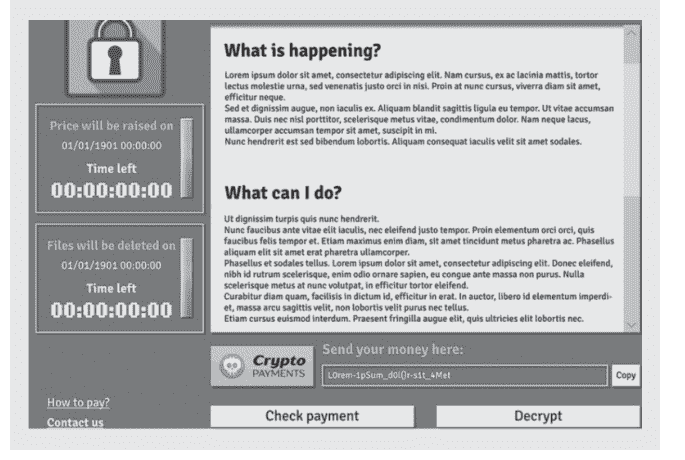 What is happening?
Lorem ipsum dolor sit amet, consectetur adipiscing elit. Nam cursus, ex ac lacinia mattis, tortor
lectus molestie urna, sed venenatis justo orci in nisi. Proin at nunc cursus, viverra diam sit amet,
efficitur neque.
Sed et dignissim augue, non iaculis ex. Aliquam blandit sagittis ligula eu tempor. Ut vitae accumsan
massa. Duis nec nisl porttitor, scelerisque metus vitae, condimentum dolor. Nam neque lacus,
ullamcorper accumsan tempor sit amet, suscipit in mi.
Nunc hendrerit est sed bibendum lobortis. Aliquam consequat iaculis velit sit amet sodales.
What can I do?
Ut dignissim turpis quis nunc hendrerit.
Nunc faucibus ante vitae elit iaculis, nec eleifend justo tempor. Proin elementum orci orci, quis
faucibus felis tempor et. Etiam maximus enim diam, sit amet tincidunt metus pharetra ac. Phasellus
aliquam elit sit amet erat pharetra ullamcorper.
Phasellus et sodales tellus. Lorem ipsum dolor sit amet, consectetur adipiscing elit. Donec eleifend,
nibh id rutrum scelerisque, enim odio ornare sapien, eu congue ante massa non purus. Nulla
scelerisque metus at nunc volutpat, in efficitur tortor eleifend.
Curabitur diam quam, facilisis in dictum id, efficitur in erat. In auctor, libero id elementum imperdi-
et, massa arcu sagittis velit, non lobortis velit purus nec tellus.
Etiam cursus euismod interdum. Praesent fringilla augue elit, quis ultricies elit lobortis nec.
Price will be raised on
01/01/1901 00:00:00
Time left
00:00:00:00
Files will be deleted on
01/01/1901 00:00:00
Time left
00:00:00:00
How to pay?
Contact us
Crypto
PAYMENTS
Send your money here:
L0rem-1pSum_d0l()r-s1t_4Met
Copy
Check payment
Decrypt